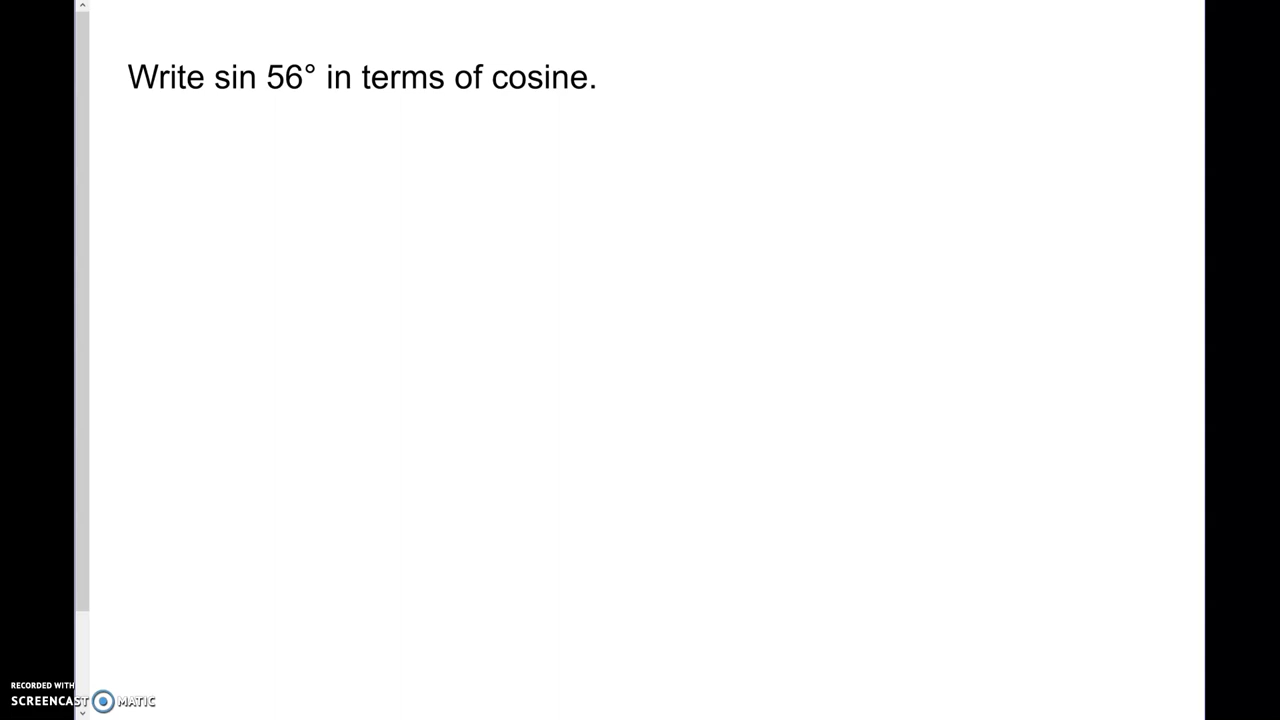 Write sin 56° in terms of cosine.
RECORDED WITH
SCREENCAST MATIC